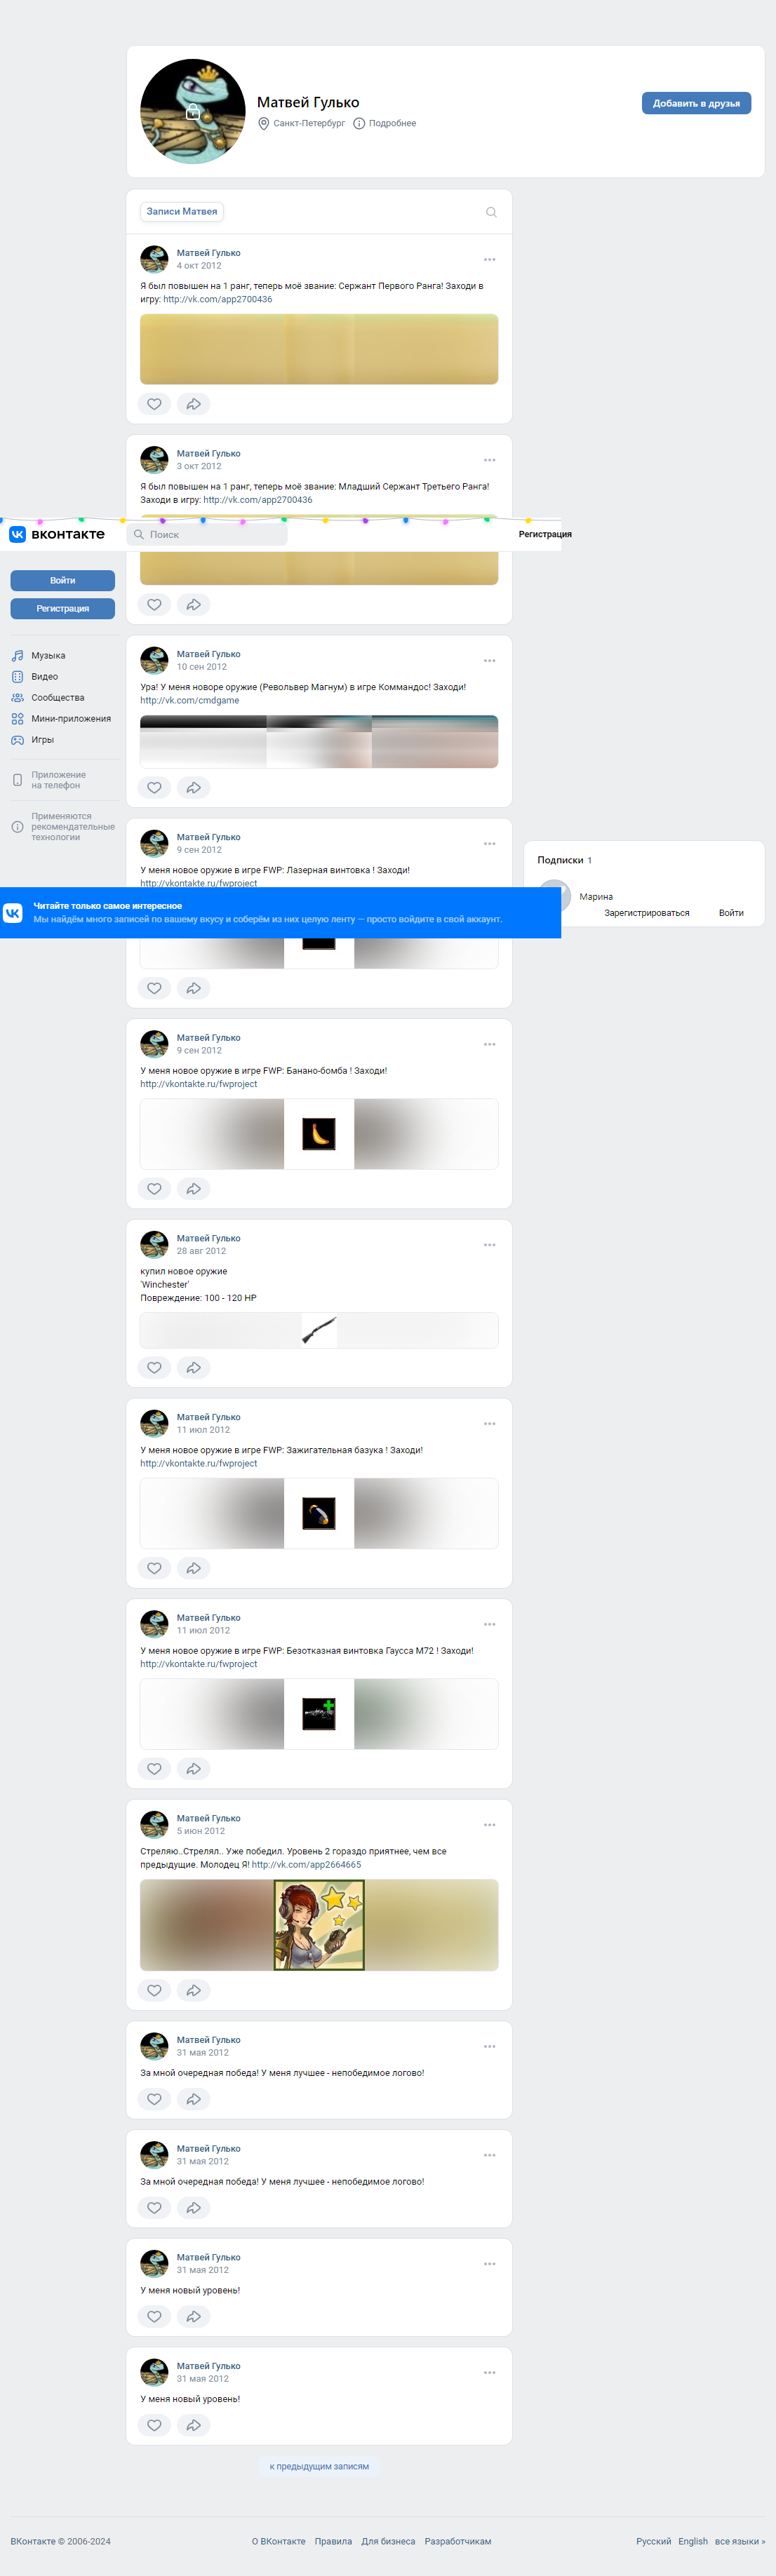 Матвей Гулько
Санкт-Петербург Подробнее
Добавить в друзья
Записи Матвея
Матвей Гулько
4 окт 2012
Я был повышен на 1 ранг, теперь моё звание: Сержант Первого Ранга! Заходи в
игру: http://vk.com/app2700436
Матвей Гулько
3 окт 2012
Я был повышен на 1 ранг, теперь моё звание: Младший Сержант Третьего Ранга!
Заходи в игру: http://vk.com/app2700436
вконтакте
Поиск
Регистрация
Войти
Регистрация
Музыка
Видео
Сообщества
Мини-приложения
Игры
Приложение
на телефон
Применяются
рекомендательные
технологии
Матвей Гулько
10 сен 2012
Ура! У меня новоре оружие (Револьвер Магнум) в игре Коммандос! Заходи!
http://vk.com/cmdgame
Матвей Гулько
9 сен 2012
У меня новое оружие в игре FWP: Лазерная винтовка ! Заходи!
http://vkontakte.ru/fwproject
Подписки 1
Марина
Читайте только самое интересное
Мы найдём много записей по вашему вкусу и соберём из них целую ленту — просто войдите в свой аккаунт.
Зарегистрироваться
Войти
Матвей Гулько
9 сен 2012
У меня новое оружие в игре FWP: Банано-бомба ! Заходи!
http://vkontakte.ru/fwproject
Матвей Гулько
28 авг 2012
купил новое оружие
'Winchester'
Повреждение: 100 - 120 HP
Матвей Гулько
11 июл 2012
У меня новое оружие в игре FWP: Зажигательная базука ! Заходи!
http://vkontakte.ru/fwproject
Матвей Гулько
11 июл 2012
У меня новое оружие в игре FWP: Безотказная винтовка Гаусса М72 ! Заходи!
http://vkontakte.ru/fwproject
Матвей Гулько
5 июн 2012
Стреляю..Стрелял.. Уже победил. Уровень 2 гораздо приятнее, чем все
предыдущие. Молодец Я! http://vk.com/app2664665
Матвей Гулько
31 мая 2012
За мной очередная победа! У меня лучшее - непобедимое логово!
Матвей Гулько
31 мая 2012
За мной очередная победа! У меня лучшее - непобедимое логово!
Матвей Гулько
31 мая 2012
У меня новый уровень!
Матвей Гулько
31 мая 2012
У меня новый уровень!
к предыдущим записям
ВКонтакте © 2006-2024
О ВКонтакте Правила Для бизнеса Разработчикам
Русский English все языки »